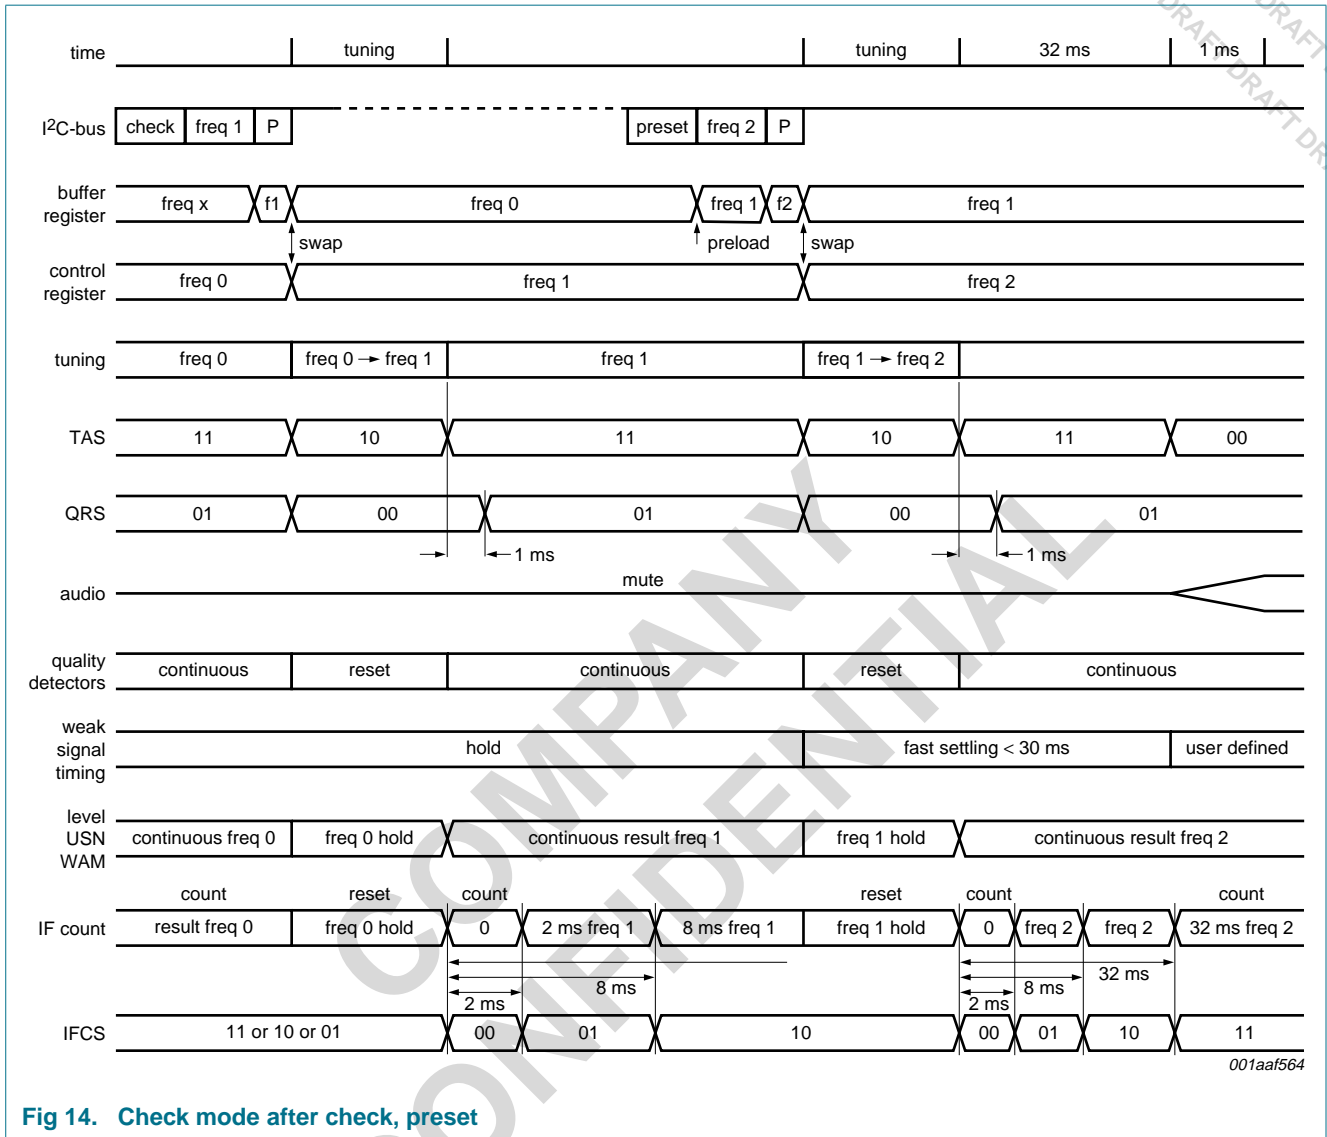 time tuning tuning 32 ms 1 ms
I2C-bus check freq 1 P preset freq 2 P
buffer register freq x f1 freq 0 freq 1 f2 freq 1
swap preload swap
control register freq 0 freq 1 freq 2
tuning freq 0 → freq 1 freq 1 freq 1 → freq 2
TAS 11 10 11 10 11 00
QRS 01 00 01 00 01
1 ms 1 ms
audio mute
quality detectors continuous reset continuous reset continuous
weak signal timing hold fast settling < 30 ms user defined
level USN WAM continuous freq 0 freq 0 hold continuous result freq 1 freq 1 hold continuous result freq 2
count reset count reset count count
IF count result freq 0 freq 0 hold 0 2 ms freq 1 8 ms freq 1 freq 1 hold 0 freq 2 freq 2 32 ms freq 2
2 ms 8 ms 2 ms 8 ms 32 ms
IFCS 11 or 10 or 01 00 01 10 00 01 10 11
001aaf564
Fig 14. Check mode after check, preset
COMPANY
CONFIDENTIAL
DRAFT DRAFT DRAFT
DRAFT